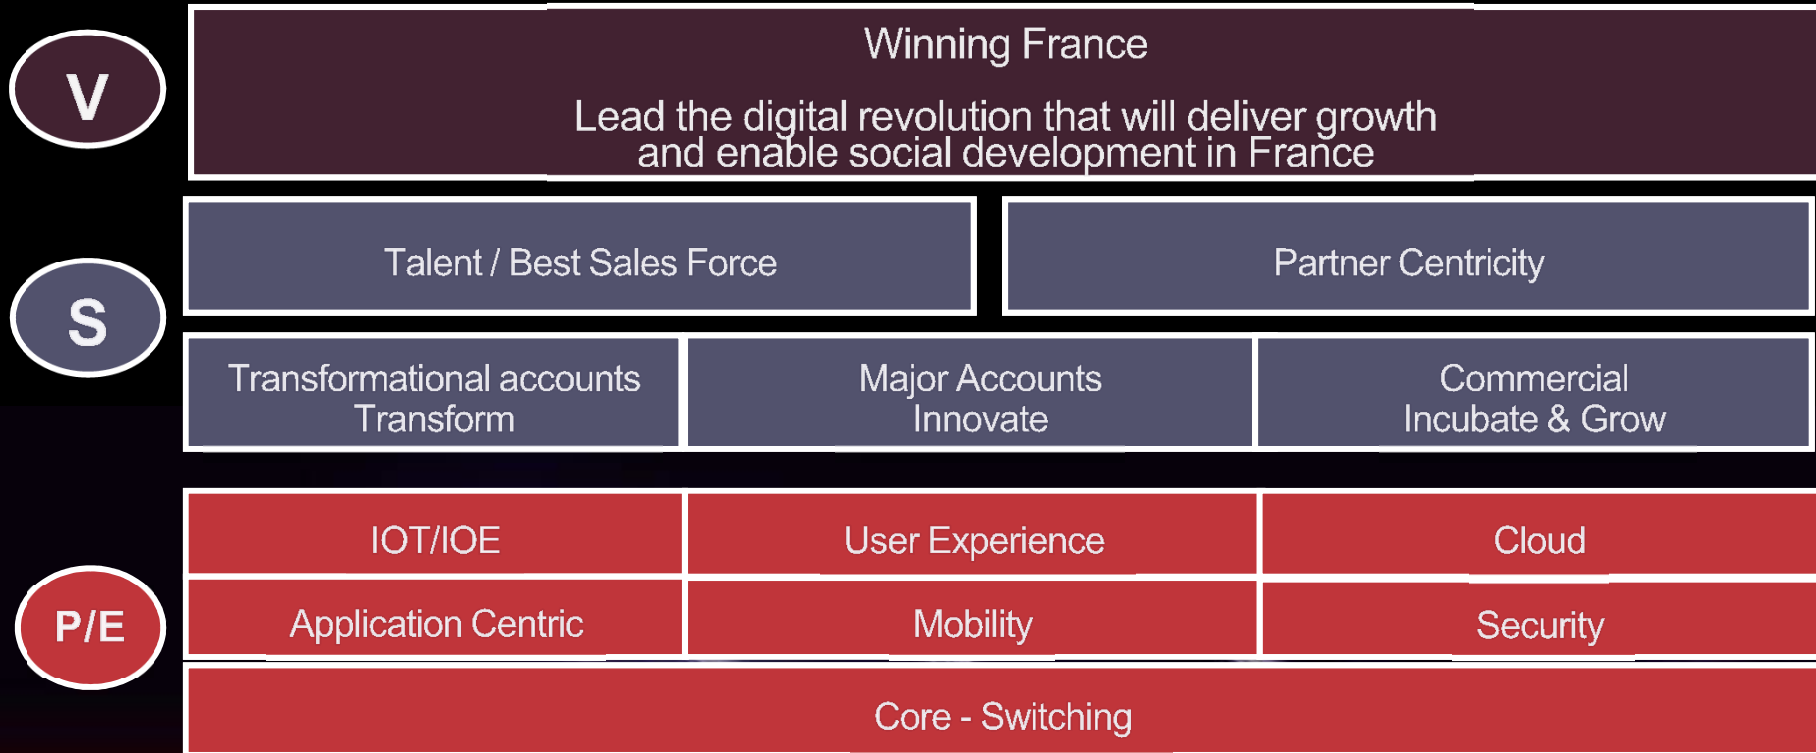 V
Winning France
Lead the digital revolution that will deliver growth
and enable social development in France
S
Talent / Best Sales Force
Partner Centricity
Transformational accounts
Transform
Major Accounts
Innovate
Commercial
Incubate & Grow
P/E
IOT/IOE
User Experience
Cloud
Application Centric
Mobility
Security
Core - Switching